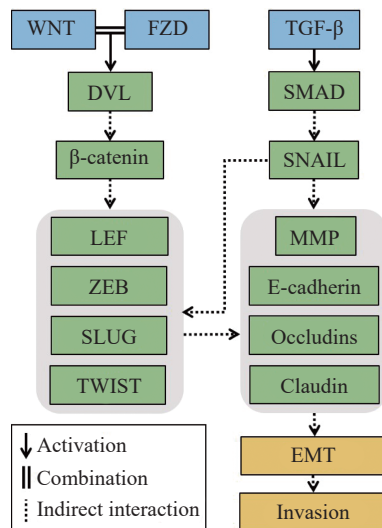 WNT
FZD
TGF-β
DVL
SMAD
β-catenin
SNAIL
LEF
MMP
ZEB
E-cadherin
SLUG
Occludins
TWIST
Claudin
Activation
Combination
Indirect interaction
EMT
Invasion